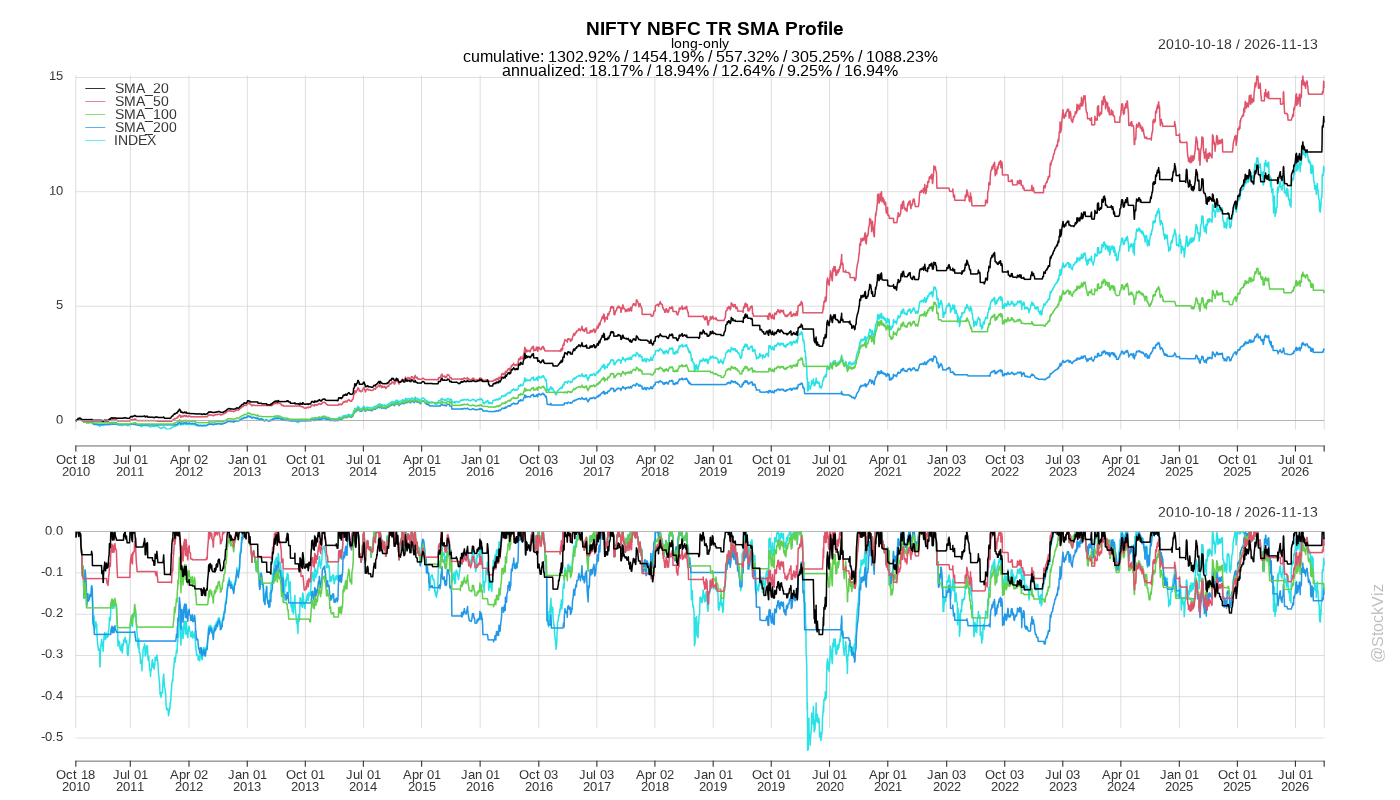 NIFTY NBFC TR SMA Profile
long-only
2010-10-18 / 2026-11-13
cumulative: 1302.92% / 1454.19% / 557.32% / 305.25% / 1088.23%
annualized: 18.17% / 18.94% / 12.64% / 9.25% / 16.94%
15
SMA_20
SMA_50
SMA_100
SMA_200
INDEX
10
5
0
Oct 18 Jul 01 Apr 02 Jan 01 Oct 01 Jul 01 Apr 01 Jan 01 Oct 03 Jul 03 Apr 02 Jan 01 Oct 01 Jul 01 Apr 01 Jan 03 Oct 03 Jul 03 Apr 01 Jan 01 Oct 01 Jul 01
2010 2011 2012 2013 2013 2014 2015 2016 2016 2017 2018 2019 2019 2020 2021 2022 2022 2023 2024 2025 2025 2026
2010-10-18 / 2026-11-13
0.0
-0.1
-0.2
-0.3
-0.4
-0.5
Oct 18 Jul 01 Apr 02 Jan 01 Oct 01 Jul 01 Apr 01 Jan 01 Oct 03 Jul 03 Apr 02 Jan 01 Oct 01 Jul 01 Apr 01 Jan 03 Oct 03 Jul 03 Apr 01 Jan 01 Oct 01 Jul 01
2010 2011 2012 2013 2013 2014 2015 2016 2016 2017 2018 2019 2019 2020 2021 2022 2022 2023 2024 2025 2025 2026
@StockViz